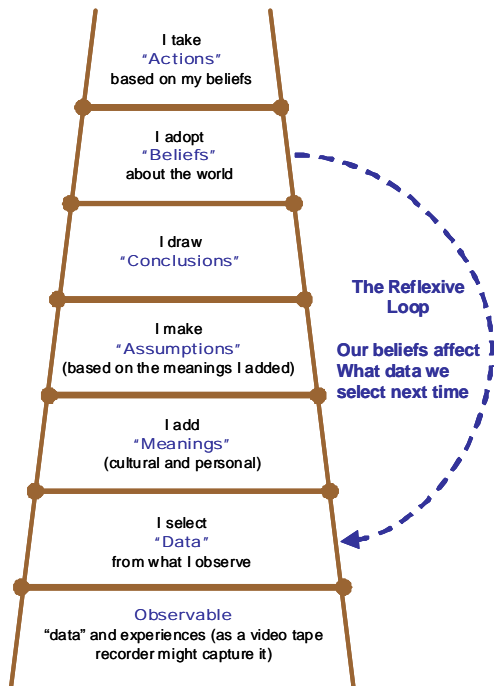 I take
"Actions"
based on my beliefs
I adopt
"Beliefs"
about the world
I draw
"Conclusions"
The Reflexive
Loop
Our beliefs affect
What data we
select next time
I make
"Assumptions"
(based on the meanings I added)
I add
"Meanings"
(cultural and personal)
I select
"Data"
from what I observe
Observable
“data” and experiences (as a video tape
recorder might capture it)